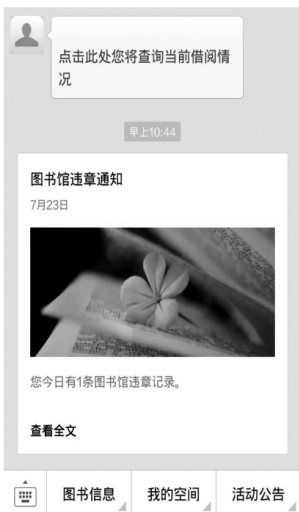 点击此处您将查询当前借阅情
况
早上10:44
图书馆违章通知
7月23日
您今日有1条图书馆违章记录。
查看全文
图书信息 我的空间 活动公告